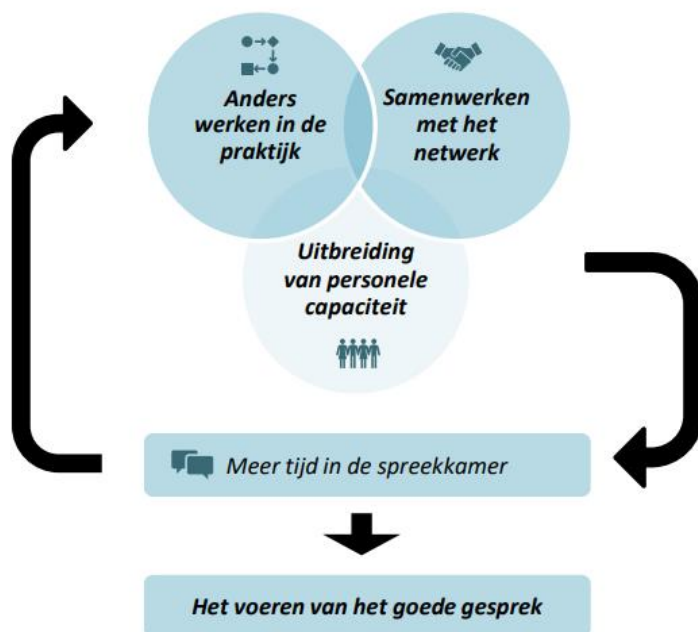 Anders
werken in de
praktijk
Samenwerken
met het
netwerk
Uitbreiding
van personele
capaciteit
Meer tijd in de spreekkamer
Het voeren van het goede gesprek